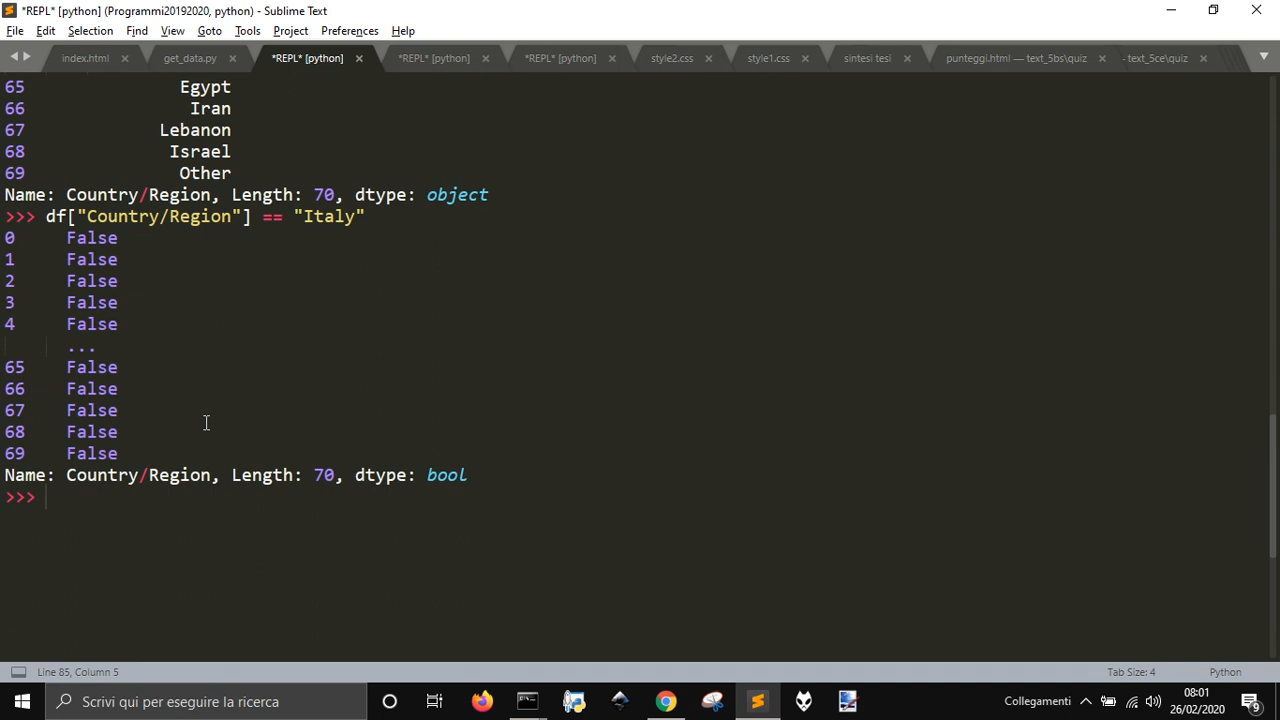 *REPL* [python] (Programmi20192020, python) - Sublime Text
File Edit Selection Find View Goto Tools Project Preferences Help
index.html × get_data.py × *REPL* [python] × *REPL* [python] × *REPL* [python] × style2.css × style1.css × sintesi tesi × punteggi.html — text_5bs\quiz × - text_5ce\quiz ×
65 Egypt
66 Iran
67 Lebanon
68 Israel
69 Other
Name: Country/Region, Length: 70, dtype: object
>>> df["Country/Region"] == "Italy"
0 False
1 False
2 False
3 False
4 False
...
65 False
66 False
67 False
68 False
69 False
Name: Country/Region, Length: 70, dtype: bool
>>>
Line 85, Column 5 Tab Size: 4 Python
Scrivi qui per eseguire la ricerca Collegamenti 08:01
26/02/2020 9